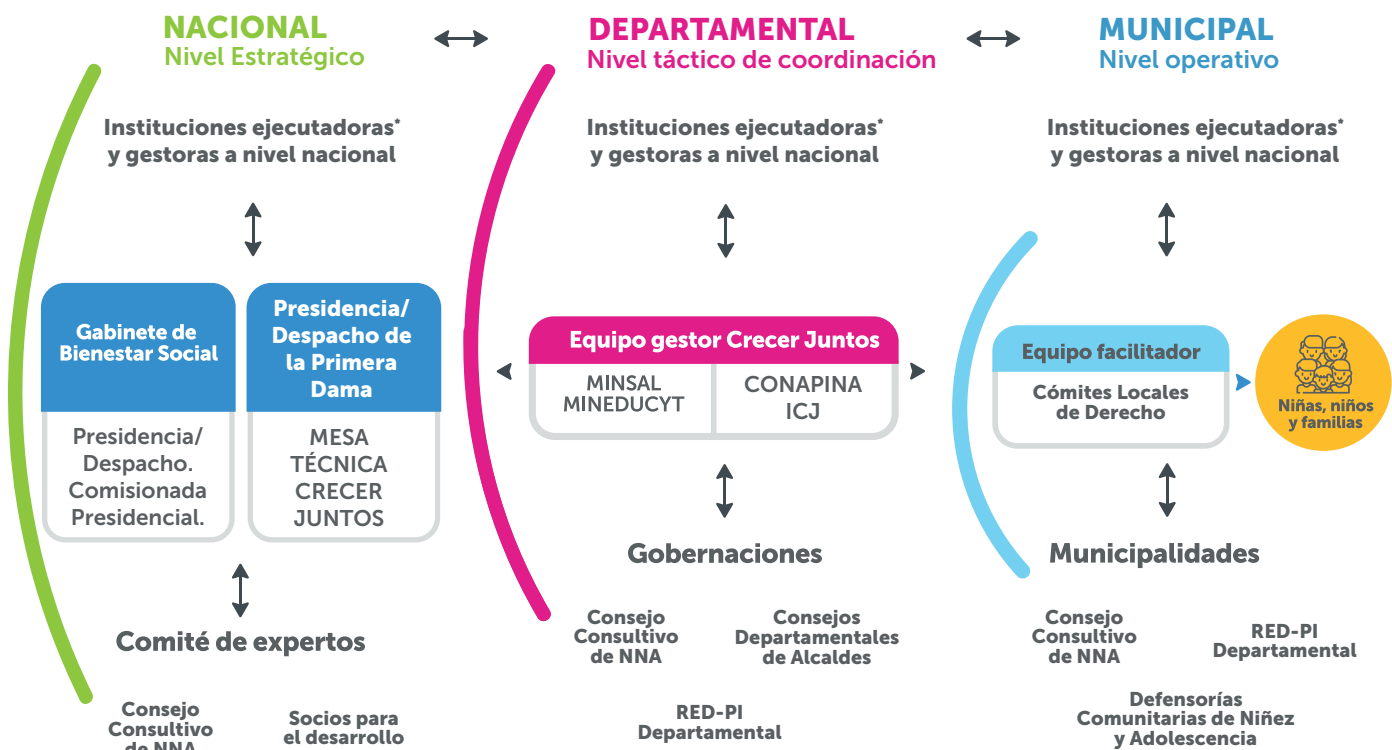 NACIONAL
Nivel Estratégico
Instituciones ejecutadoras*
y gestoras a nivel nacional
Gabinete de
Bienestar Social
Presidencia/
Despacho.
Comisionada
Presidencial.
Presidencia/
Despacho de
la Primera
Dama
MESA
TÉCNICA
CRECER
JUNTOS
Comité de expertos
Consejo
Consultivo
de NNA
Socios para
el desarrollo
DEPARTAMENTAL
Nivel táctico de coordinación
Instituciones ejecutadoras*
y gestoras a nivel nacional
Equipo gestor Crecer Juntos
MINSAL
MINEDUCYT
CONAPINA
ICJ
Gobernaciones
Consejo
Consultivo
de NNA
Consejos
Departamentales
de Alcaldes
RED-PI
Departamental
MUNICIPAL
Nivel operativo
Instituciones ejecutadoras*
y gestoras a nivel nacional
Equipo facilitador
Cómites Locales
de Derecho
Niñas, niños
y familias
Municipalidades
Consejo
Consultivo
de NNA
RED-PI
Departamental
Defensorías
Comunitarias de Niñez
y Adolescencia